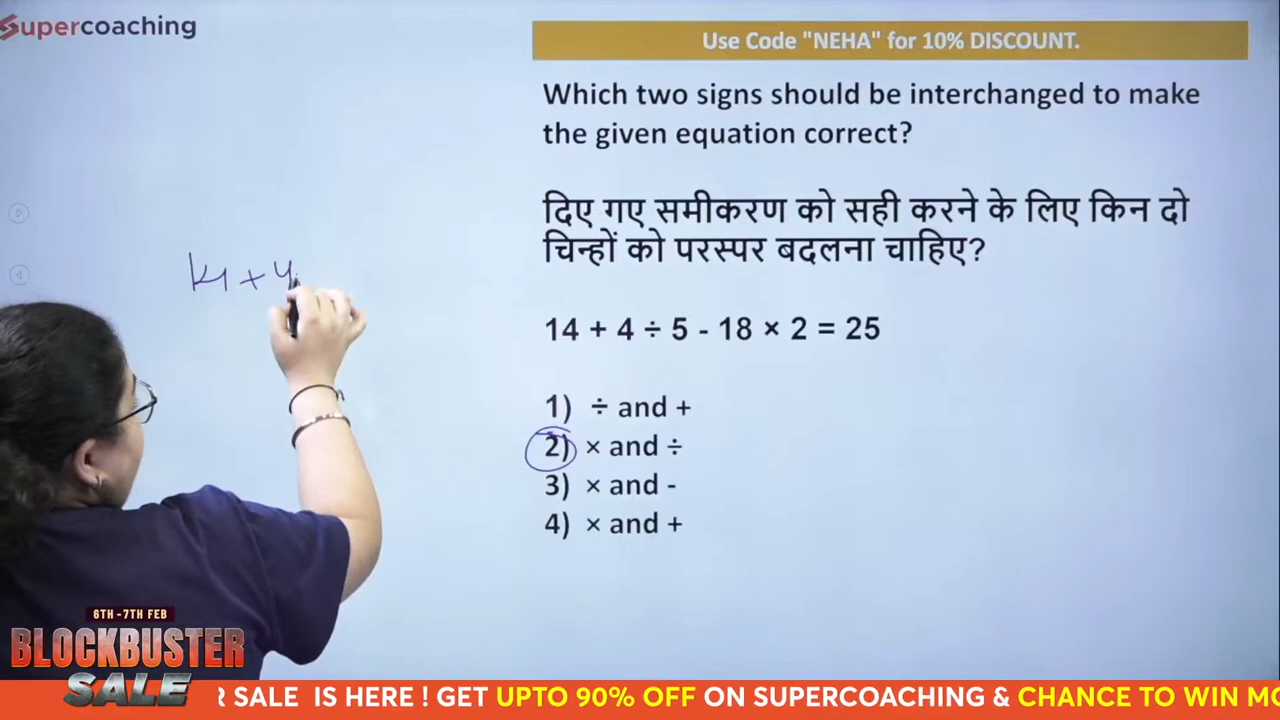 Supercoaching
Use Code "NEHA" for 10% DISCOUNT.
Which two signs should be interchanged to make
the given equation correct?
दिए गए समीकरण को सही करने के लिए किन दो
चिन्हों को परस्पर बदलना चाहिए?
14 + 4
14 + 4 ÷ 5 - 18 × 2 = 25
1) ÷ and +
2) × and ÷
3) × and -
4) × and +
6TH -7TH FEB
BLOCKBUSTER
SALE
R SALE IS HERE ! GET UPTO 90% OFF ON SUPERCOACHING & CHANCE TO WIN MO